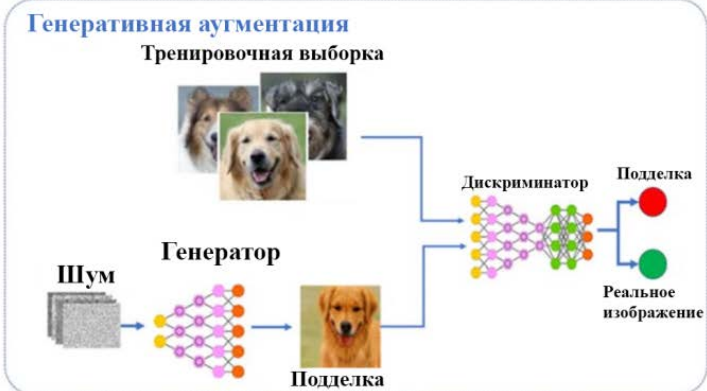 Генеративная аугментация
Тренировочная выборка
Дискриминатор
Подделка
Генератор
Шум
Реальное
изображение
Подделка